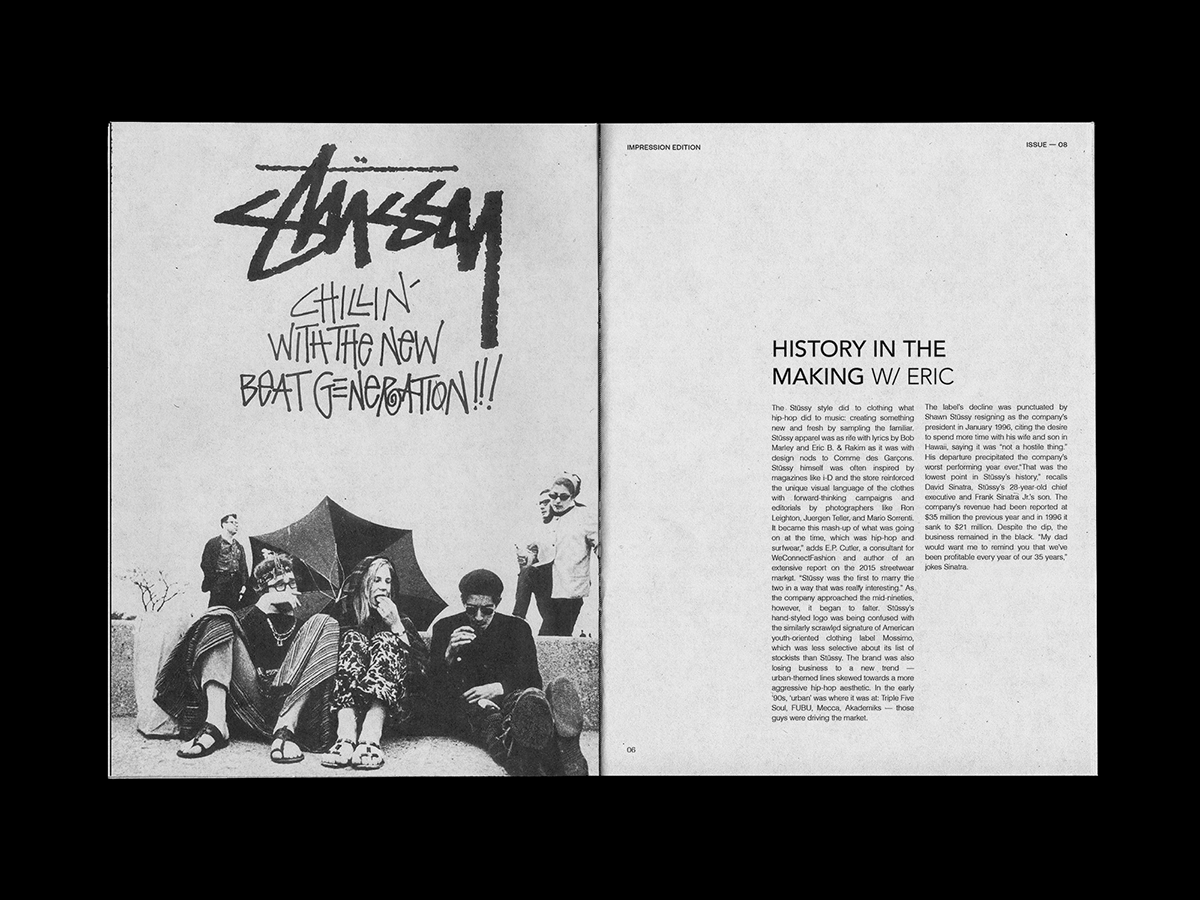 Stüssy
CHILLIN'
WITH THE NEW
BEAT GENERATION!!!
IMPRESSION EDITION
ISSUE — 08
HISTORY IN THE
MAKING W/ ERIC
The Stüssy style did to clothing what
hip-hop did to music: creating something
new and fresh by sampling the familiar.
Stüssy apparel was as rife with lyrics by Bob
Marley and Eric B. & Rakim as it was with
design nods to Comme des Garçons.
Stüssy himself was often inspired by
magazines like i-D and the store reinforced
the unique visual language of the clothes
with forward-thinking campaigns and
editorials by photographers like Ron
Leighton, Juergen Teller, and Mario Sorrenti.
It became this mash-up of what was going
on at the time, which was hip-hop and
surfwear," adds E.P. Cutler, a consultant for
WeConnectFashion and author of an
extensive report on the 2015 streetwear
market. "Stüssy was the first to marry the
two in a way that was really interesting." As
the company approached the mid-nineties,
however, it began to falter. Stüssy's
hand-styled logo was being confused with
the similarly scrawled signature of American
youth-oriented clothing label Mossimo,
which was less selective about its list of
stockists than Stüssy. The brand was also
losing business to a new trend —
urban-themed lines skewed towards a more
aggressive hip-hop aesthetic. In the early
'90s, 'urban' was where it was at: Triple Five
Soul, FUBU, Mecca, Akademiks — those
guys were driving the market.
The label's decline was punctuated by
Shawn Stüssy resigning as the company's
president in January 1996, citing the desire
to spend more time with his wife and son in
Hawaii, saying it was "not a hostile thing."
His departure precipitated the company's
worst performing year ever."That was the
lowest point in Stüssy's history," recalls
David Sinatra, Stüssy's 28-year-old chief
executive and Frank Sinatra Jr.'s son. The
company's revenue had been reported at
$35 million the previous year and in 1996 it
sank to $21 million. Despite the dip, the
business remained in the black. "My dad
would want me to remind you that we've
been profitable every year of our 35 years,"
jokes Sinatra.
06